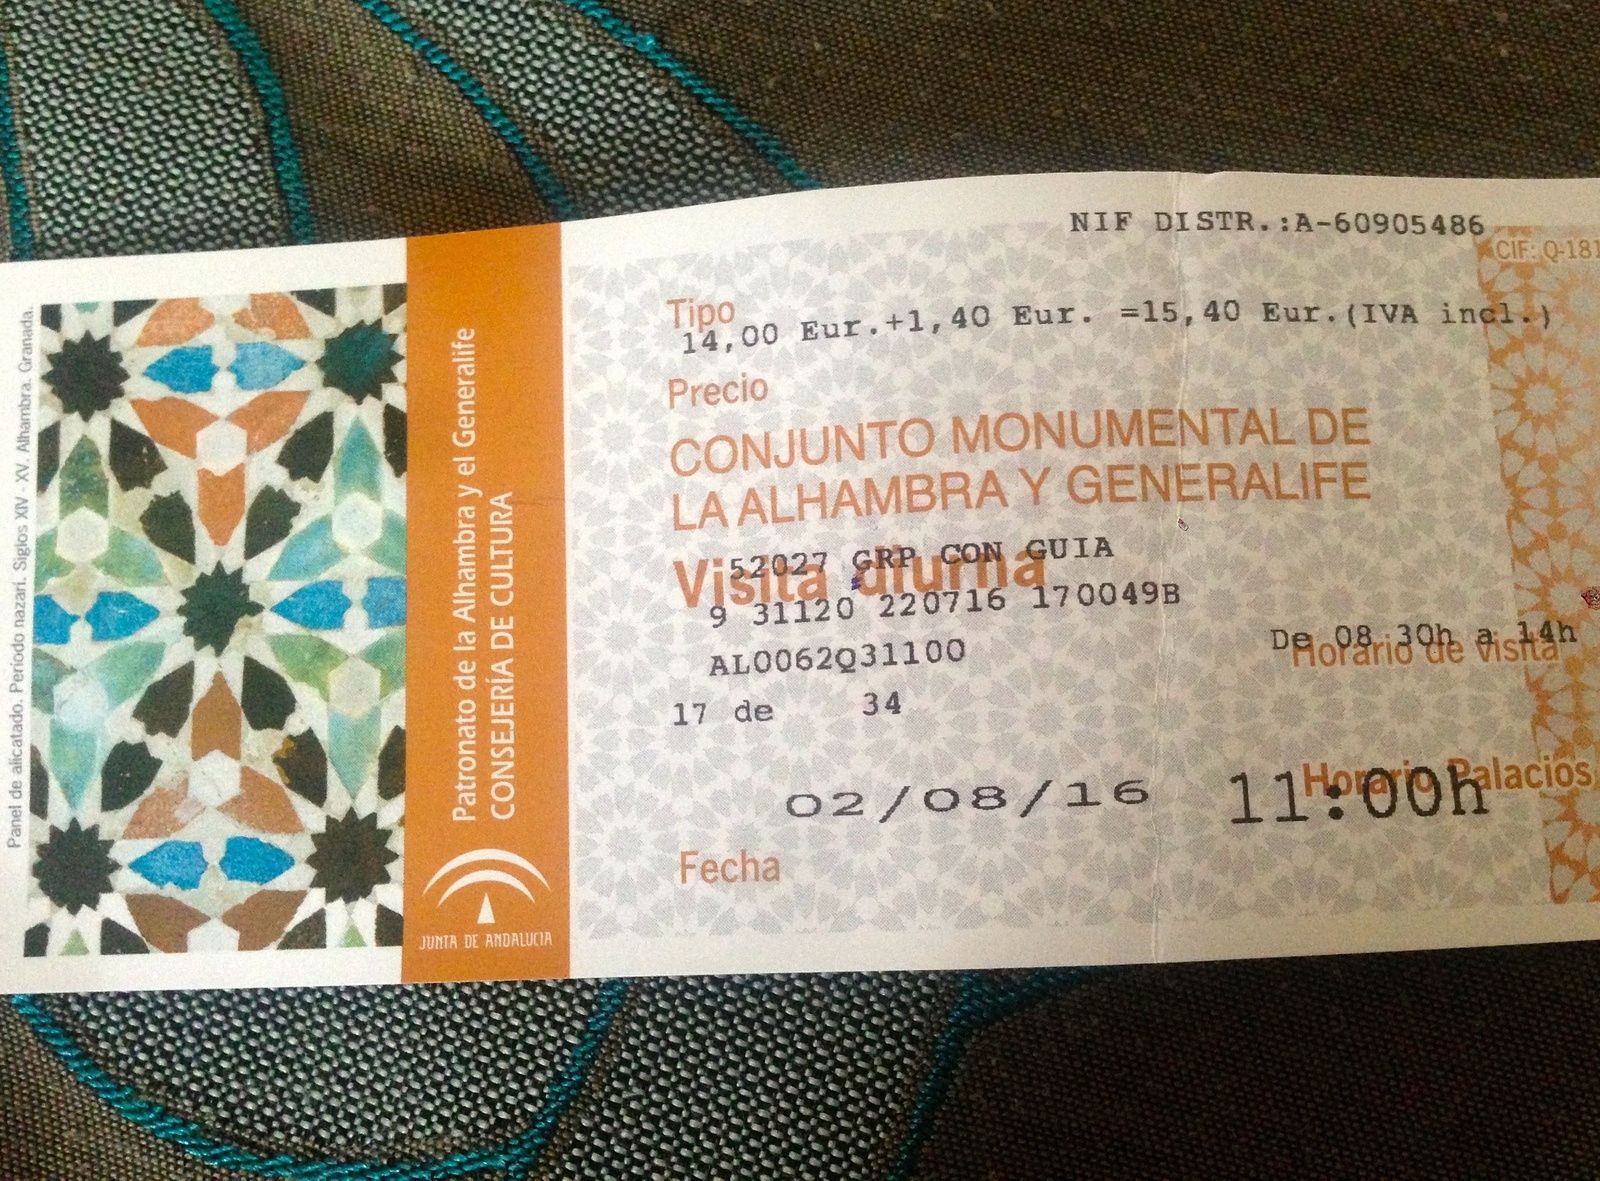 Panel de alicatado. Período nazarí. Siglos XIV - XV. Alhambra. Granada.
Patronato de la Alhambra y el Generalife
CONSEJERÍA DE CULTURA
JUNTA DE ANDALUCIA
NIF DISTR.:A-60905486
CIF: Q-181
Tipo
14,00 Eur.+1,40 Eur. =15,40 Eur.(IVA incl.)
Precio
CONJUNTO MONUMENTAL DE
LA ALHAMBRA Y GENERALIFE
52027 GRP CON GUIA
Visita diurna
9 31120 220716 170049B
De 08 30h a 14h
Horario de visita
AL0062Q31100
17 de 34
Horario Palacios
02/08/16 11:00h
Fecha